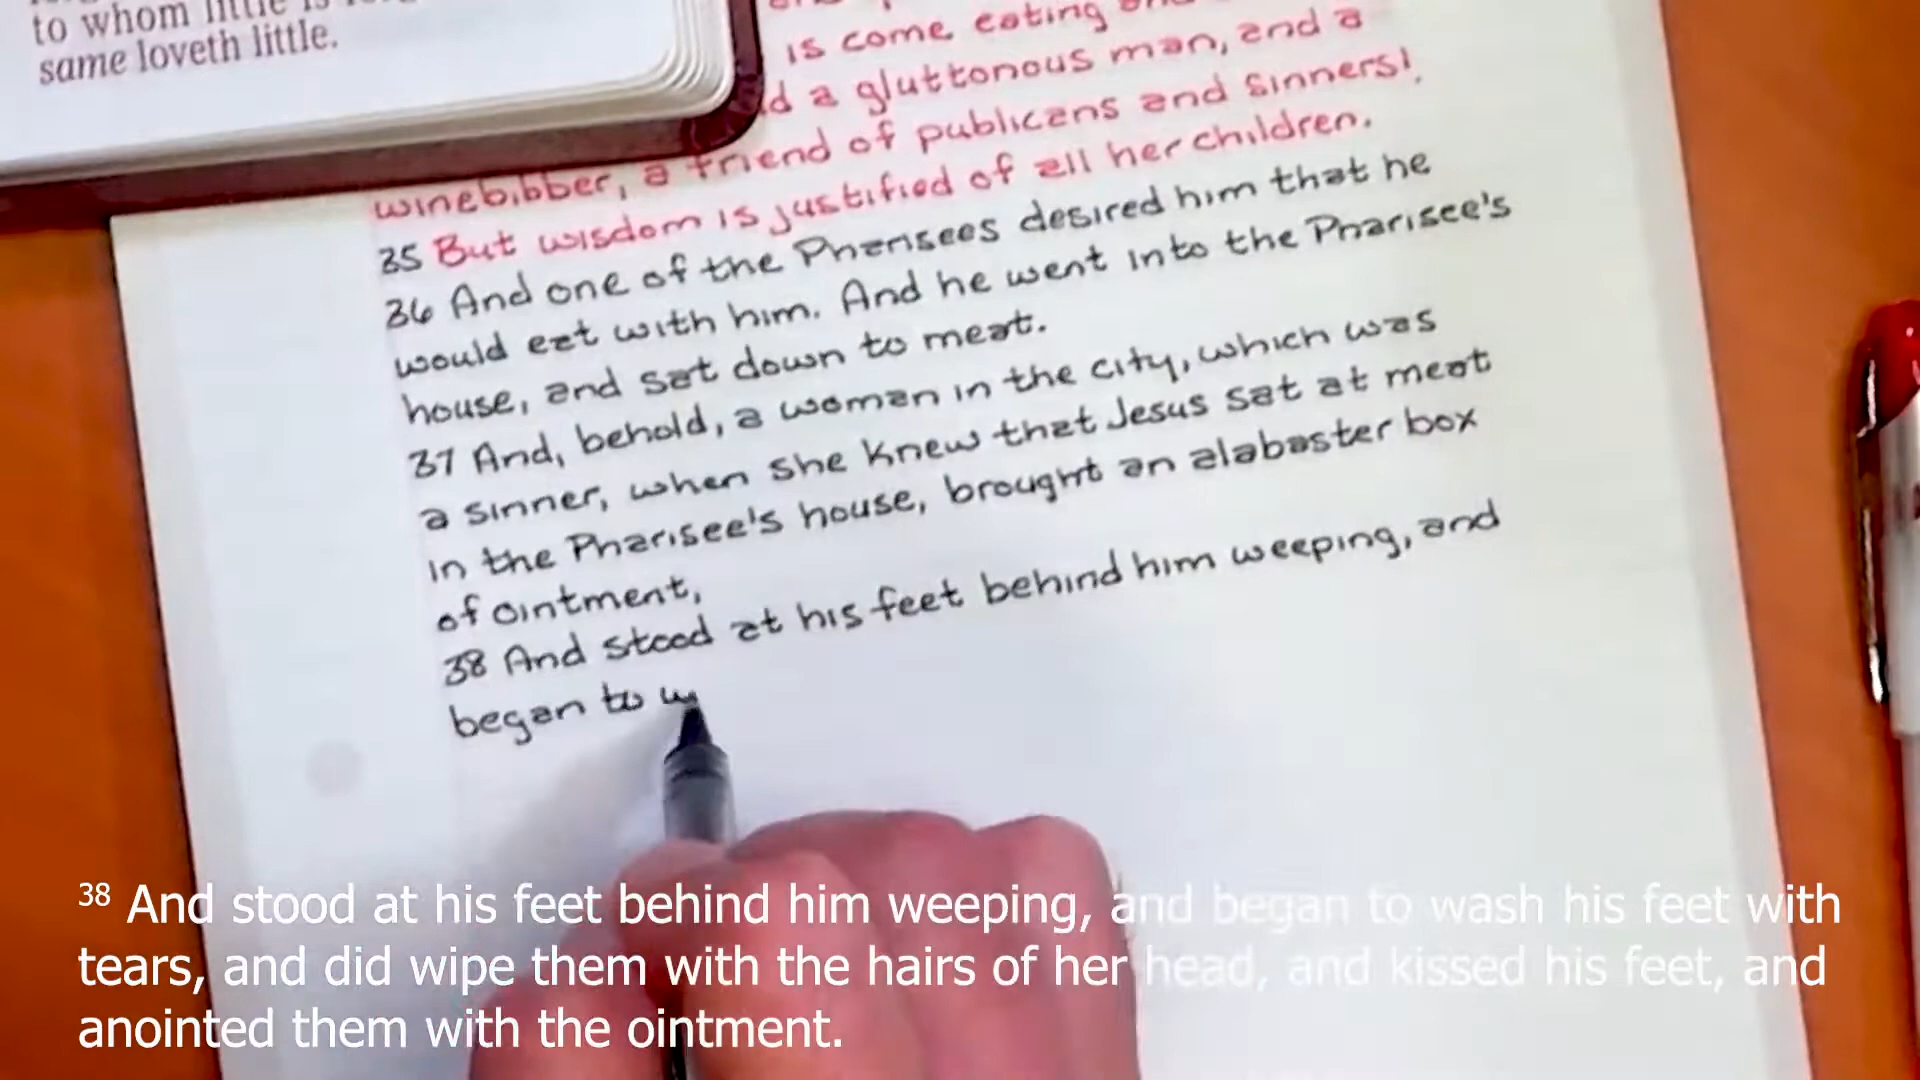 to whom little is
same loveth little.
is come eating
d a gluttonous man, and a
winebibber, a friend of publicans and sinners!
35 But wisdom is justified of all her children.
36 And one of the Pharisees desired him that he
would eat with him. And he went into the Pharisee's
house, and sat down to meat.
37 And, behold, a woman in the city, which was
a sinner, when she knew that Jesus sat at meat
in the Pharisee's house, brought an alabaster box
of ointment,
38 And stood at his feet behind him weeping, and
began to w
38 And stood at his feet behind him weeping, and began to wash his feet with
tears, and did wipe them with the hairs of her head, and kissed his feet, and
anointed them with the ointment.